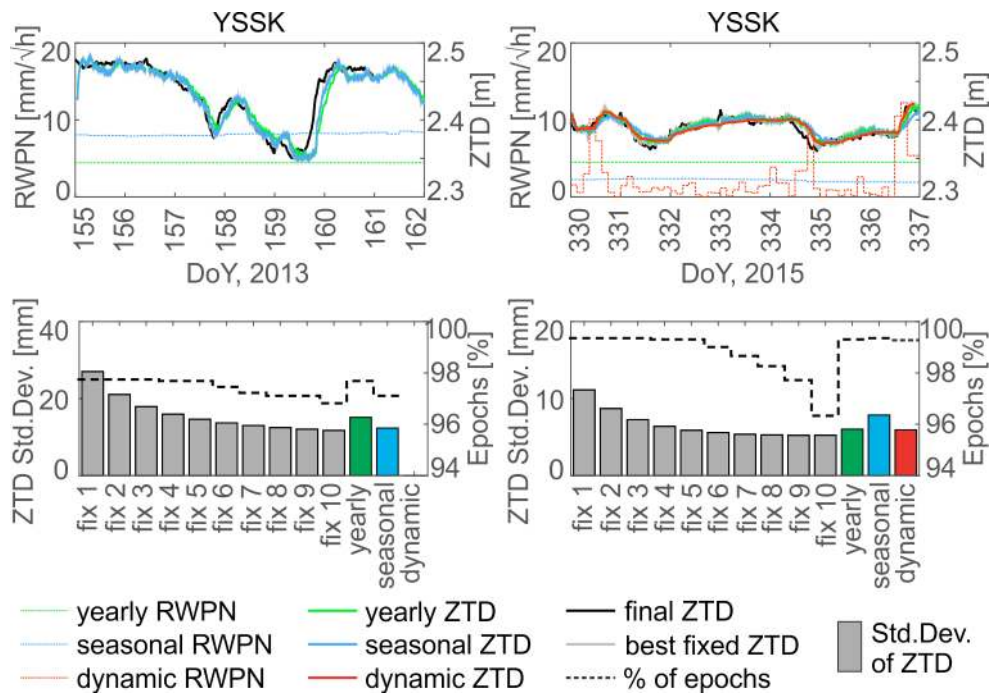 YSSK
YSSK
RWPN [mm/√h]
20
10
0
2.5
2.4
2.3
ZTD [m]
155
156
157
158
159
160
161
162
DoY, 2013
RWPN [mm/√h]
20
10
0
2.5
2.4
2.3
ZTD [m]
330
331
332
333
334
335
336
337
DoY, 2015
ZTD Std.Dev. [mm]
40
20
0
100
98
96
94
Epochs [%]
fix 1
fix 2
fix 3
fix 4
fix 5
fix 6
fix 7
fix 8
fix 9
fix 10
yearly
seasonal
dynamic
ZTD Std.Dev. [mm]
20
10
0
100
98
96
94
Epochs [%]
fix 1
fix 2
fix 3
fix 4
fix 5
fix 6
fix 7
fix 8
fix 9
fix 10
yearly
seasonal
dynamic
yearly RWPN
seasonal RWPN
dynamic RWPN
yearly ZTD
seasonal ZTD
dynamic ZTD
final ZTD
best fixed ZTD
% of epochs
Std.Dev.
of ZTD